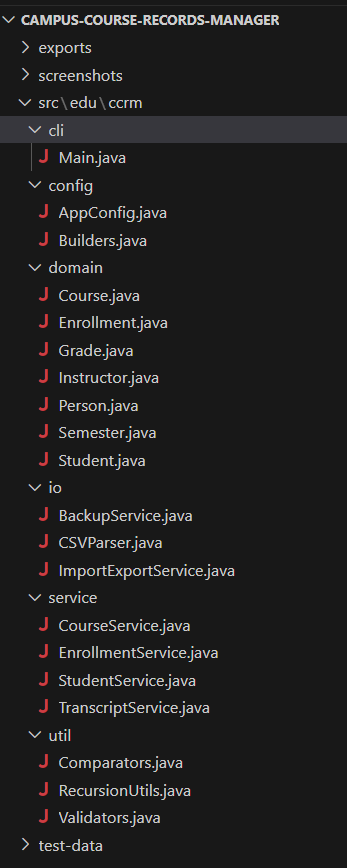 CAMPUS-COURSE-RECORDS-MANAGER
exports
screenshots
src\edu\ccrm
cli
J Main.java
config
J AppConfig.java
J Builders.java
domain
J Course.java
J Enrollment.java
J Grade.java
J Instructor.java
J Person.java
J Semester.java
J Student.java
io
J BackupService.java
J CSVParser.java
J ImportExportService.java
service
J CourseService.java
J EnrollmentService.java
J StudentService.java
J TranscriptService.java
util
J Comparators.java
J RecursionUtils.java
J Validators.java
test-data